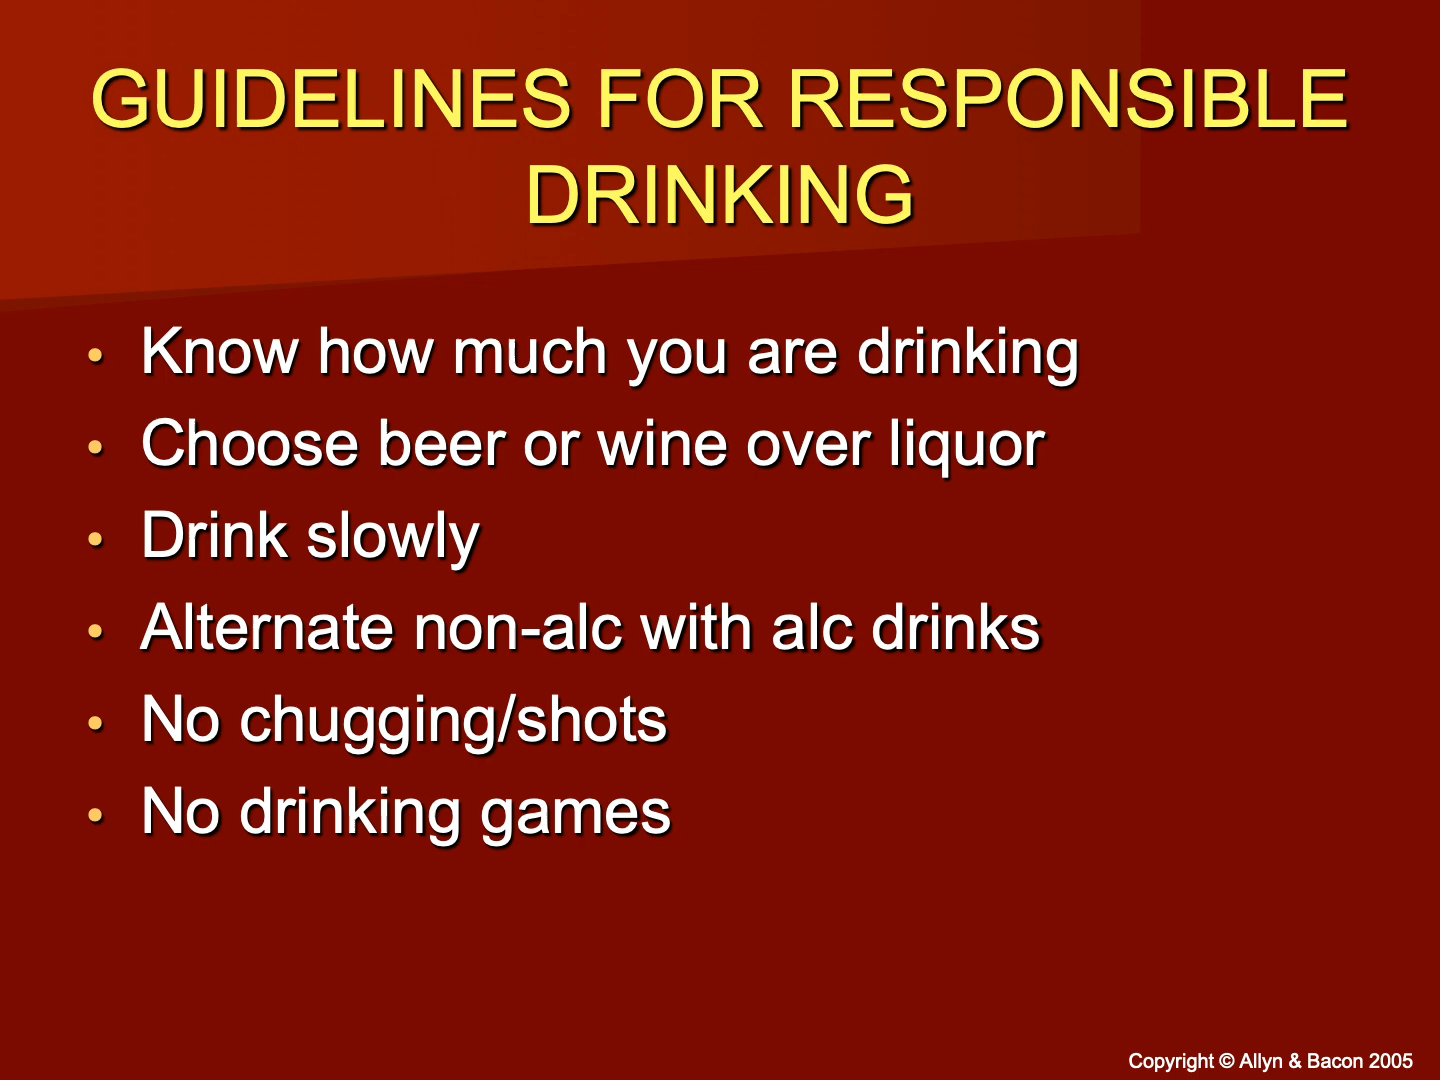 GUIDELINES FOR RESPONSIBLE
DRINKING
• Know how much you are drinking
• Choose beer or wine over liquor
• Drink slowly
• Alternate non-alc with alc drinks
• No chugging/shots
• No drinking games
Copyright © Allyn & Bacon 2005